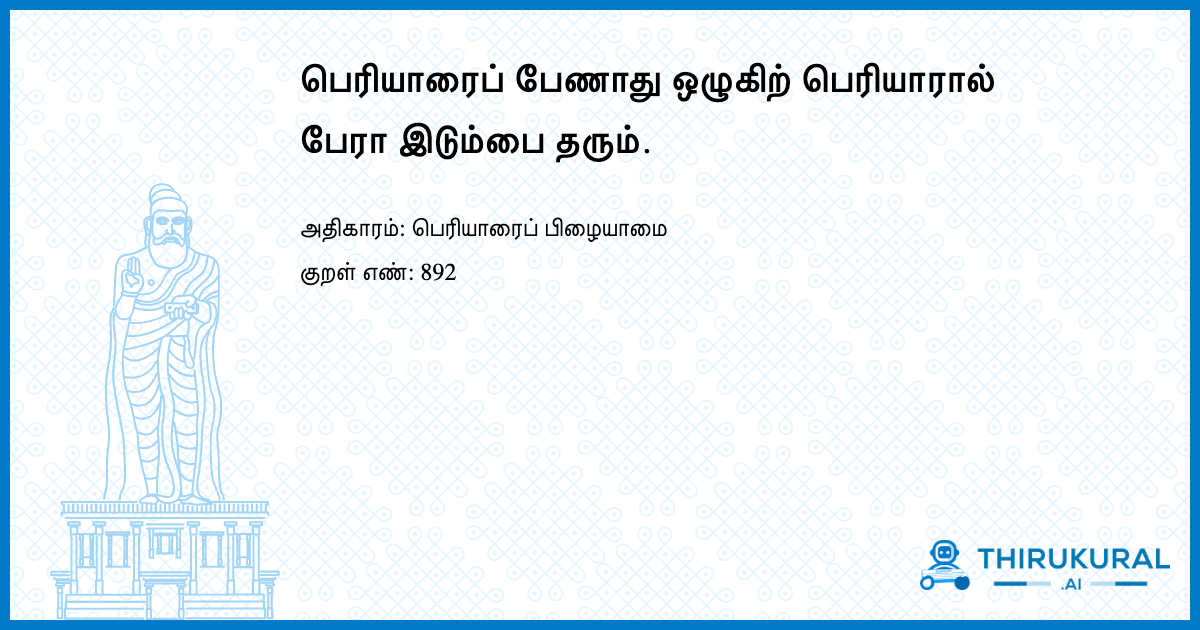 பெரியாரைப் பேணாது ஒழுகிற் பெரியாரால்
பேரா இடும்பை தரும்.
அதிகாரம்: பெரியாரைப் பிழையாமை
குறள் எண்: 892
THIRUKURAL
.AI